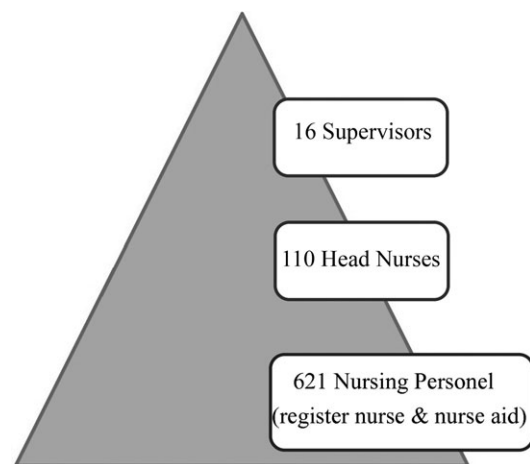 16 Supervisors
110 Head Nurses
621 Nursing Personel
(register nurse & nurse aid)